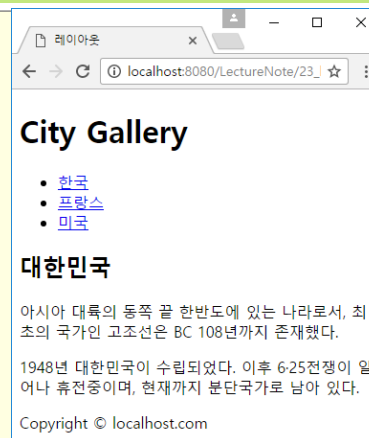 레이아웃
localhost:8080/LectureNote/23_
City Gallery
한국
프랑스
미국
대한민국
아시아 대륙의 동쪽 끝 한반도에 있는 나라로서, 최
초의 국가인 고조선은 BC 108년까지 존재했다.
1948년 대한민국이 수립되었다. 이후 6·25전쟁이 일
어나 휴전중이며, 현재까지 분단국가로 남아 있다.
Copyright © localhost.com